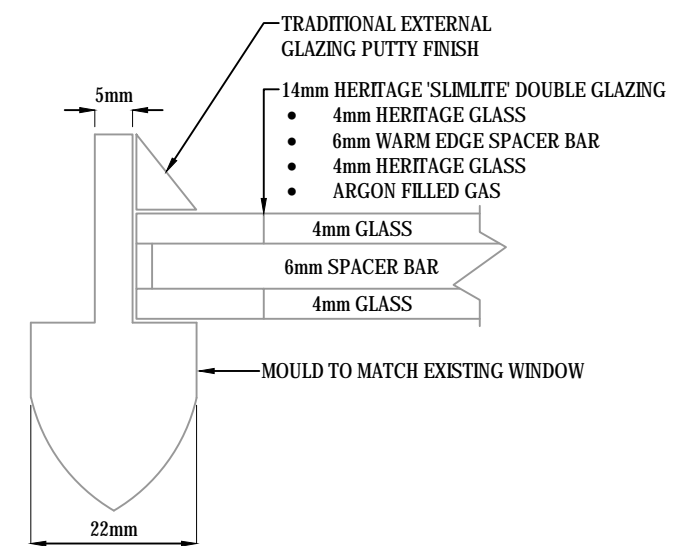 TRADITIONAL EXTERNAL
GLAZING PUTTY FINISH
14mm HERITAGE 'SLIMLITE' DOUBLE GLAZING
• 4mm HERITAGE GLASS
• 6mm WARM EDGE SPACER BAR
• 4mm HERITAGE GLASS
• ARGON FILLED GAS
5mm
4mm GLASS
6mm SPACER BAR
4mm GLASS
MOULD TO MATCH EXISTING WINDOW
22mm